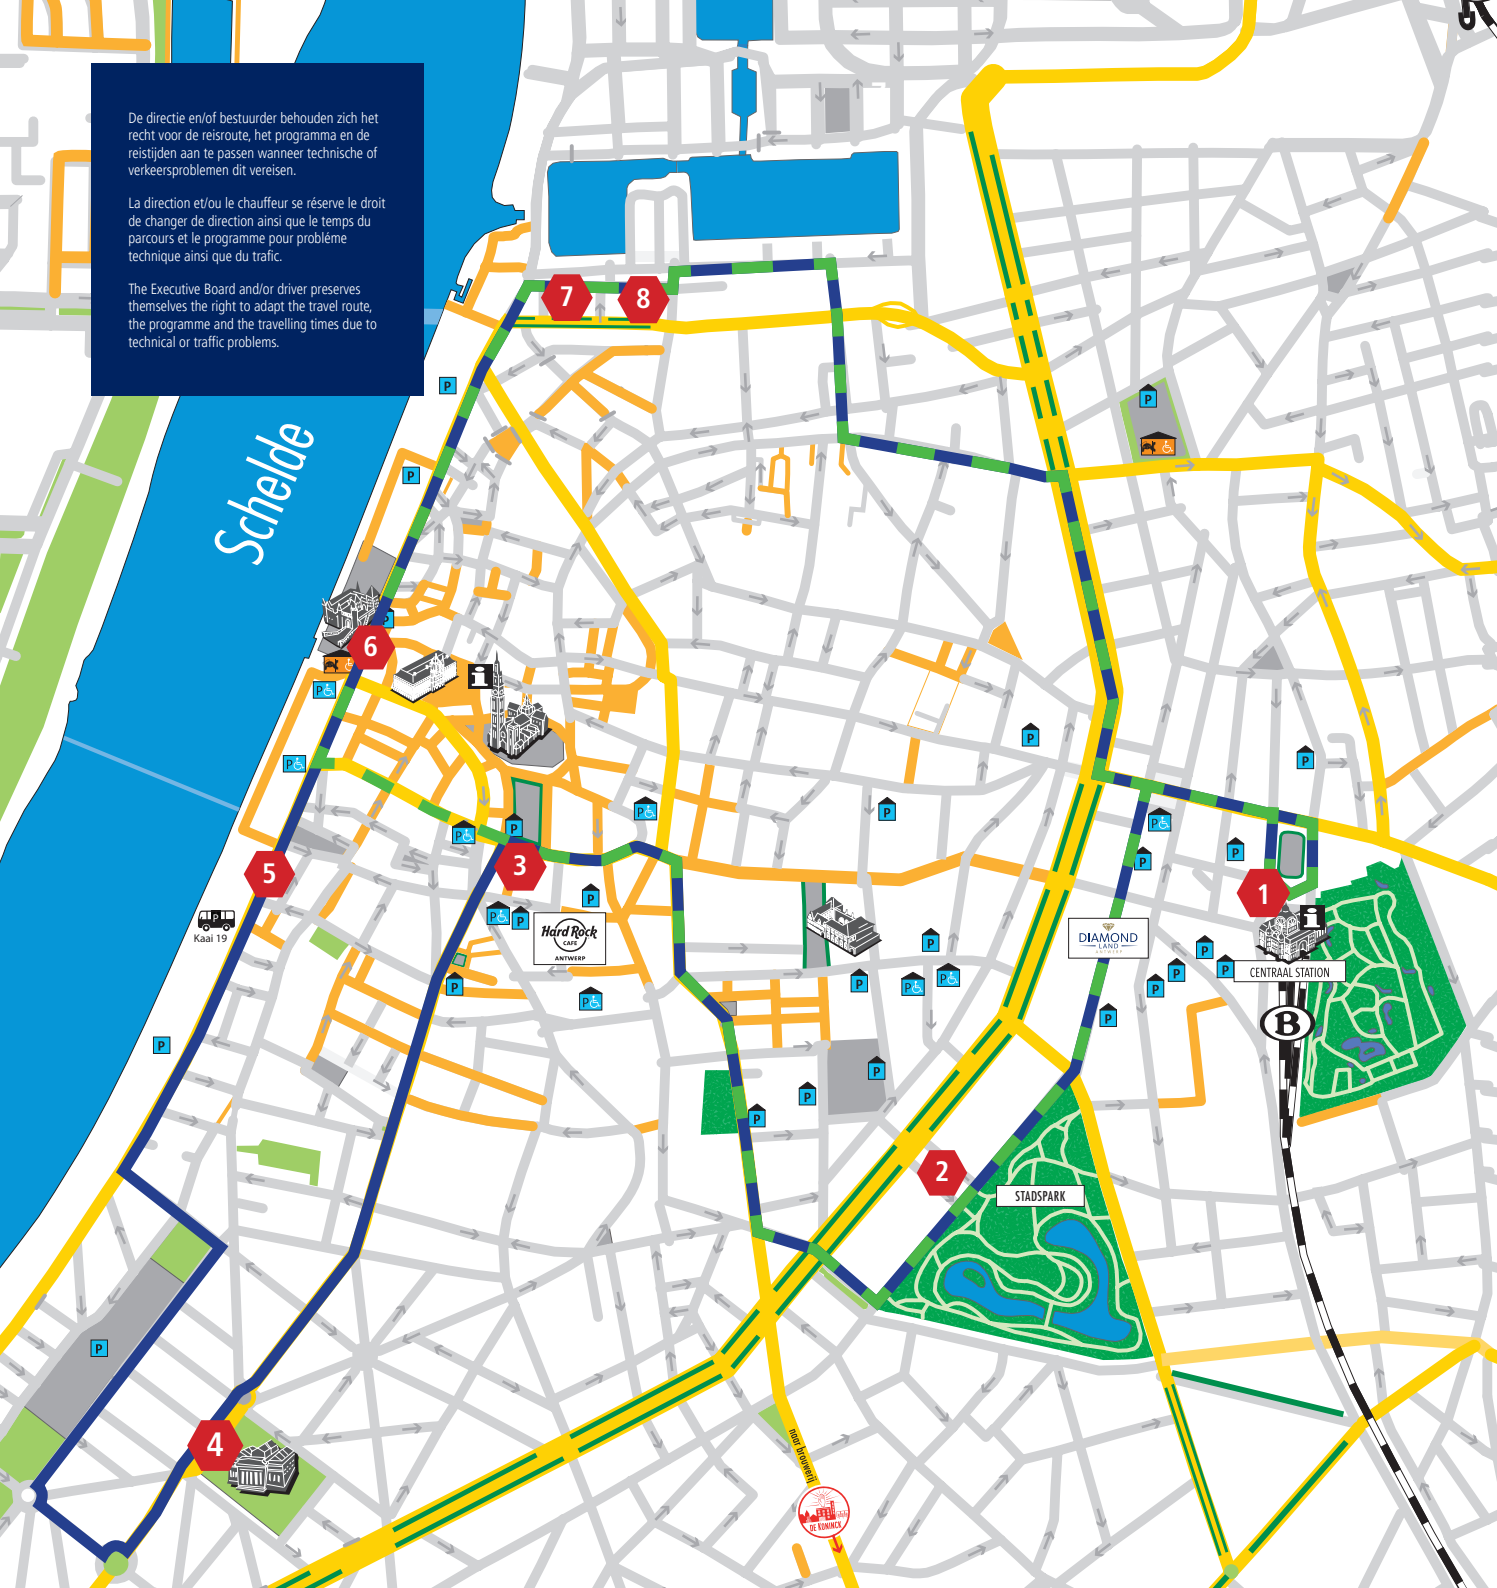 De directie en/of bestuurder behouden zich het
recht voor de reisroute, het programma en de
reistijden aan te passen wanneer technische of
verkeersproblemen dit vereisen.
La direction et/ou le chauffeur se réserve le droit
de changer de direction ainsi que le temps du
parcours et le programme pour probléme
technique ainsi que du trafic.
The Executive Board and/or driver preserves
themselves the right to adapt the travel route,
the programme and the travelling times due to
technical or traffic problems.
Schelde
7
8
P
P
P
P
6
i
P
P
P
P
P
P
P
P
P
3
5
P
Kaai 19
P
P
P
Hard Rock
CAFE
ANTWERP
P
P
P
P
P
P
P
P
P
P
P
1
i
DIAMOND
LAND
ANTWERP
P
P
P
P
P
CENTRAAL STATION
B
P
P
P
P
2
STADSPARK
P
4
naar brouwerij
DE KONINCK